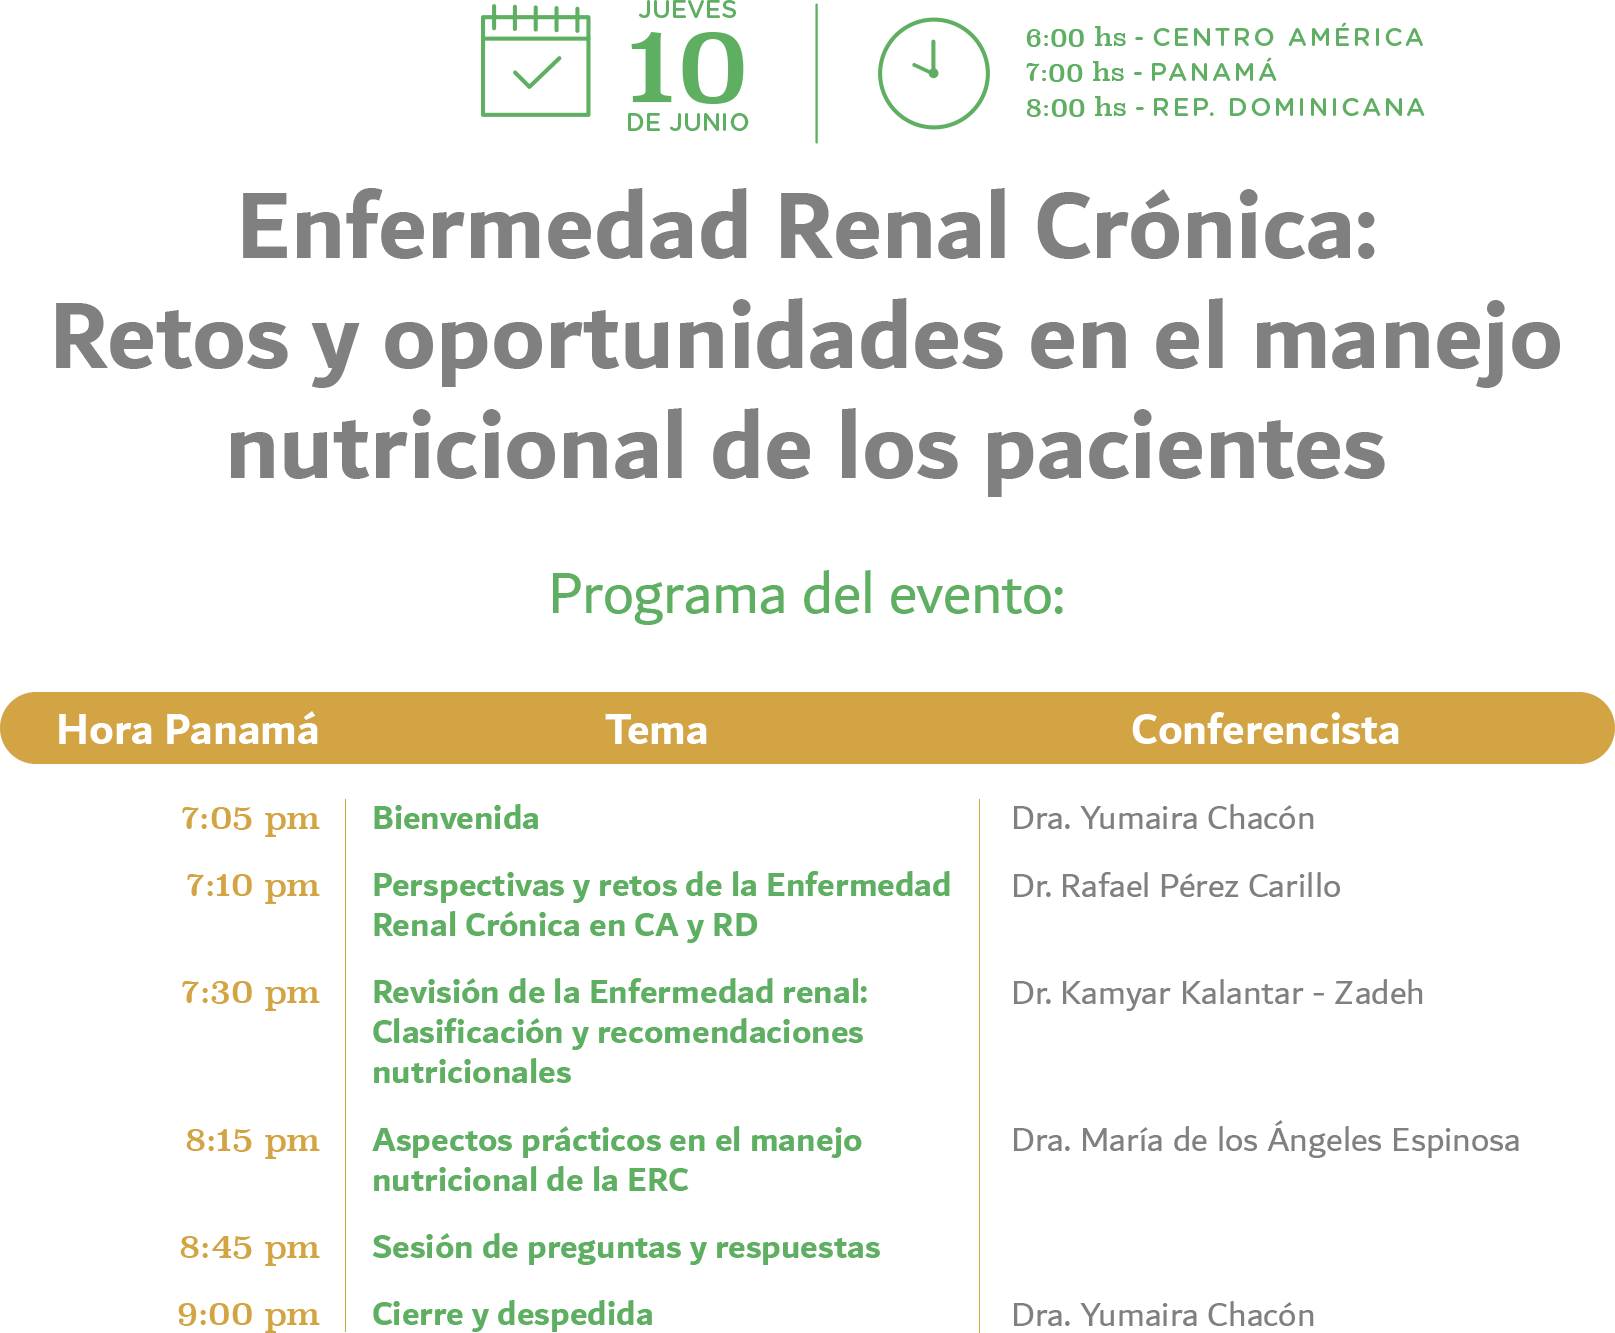 JUEVES
10
DE JUNIO
6:00 hs - CENTRO AMÉRICA
7:00 hs - PANAMÁ
8:00 hs - REP. DOMINICANA
Enfermedad Renal Crónica:
Retos y oportunidades en el manejo
nutricional de los pacientes
Programa del evento:
Hora Panamá Tema Conferencista
7:05 pm Bienvenida Dra. Yumaira Chacón
7:10 pm Perspectivas y retos de la Enfermedad Dr. Rafael Pérez Carillo
Renal Crónica en CA y RD
7:30 pm Revisión de la Enfermedad renal: Dr. Kamyar Kalantar - Zadeh
Clasificación y recomendaciones
nutricionales
8:15 pm Aspectos prácticos en el manejo Dra. María de los Ángeles Espinosa
nutricional de la ERC
8:45 pm Sesión de preguntas y respuestas
9:00 pm Cierre y despedida Dra. Yumaira Chacón